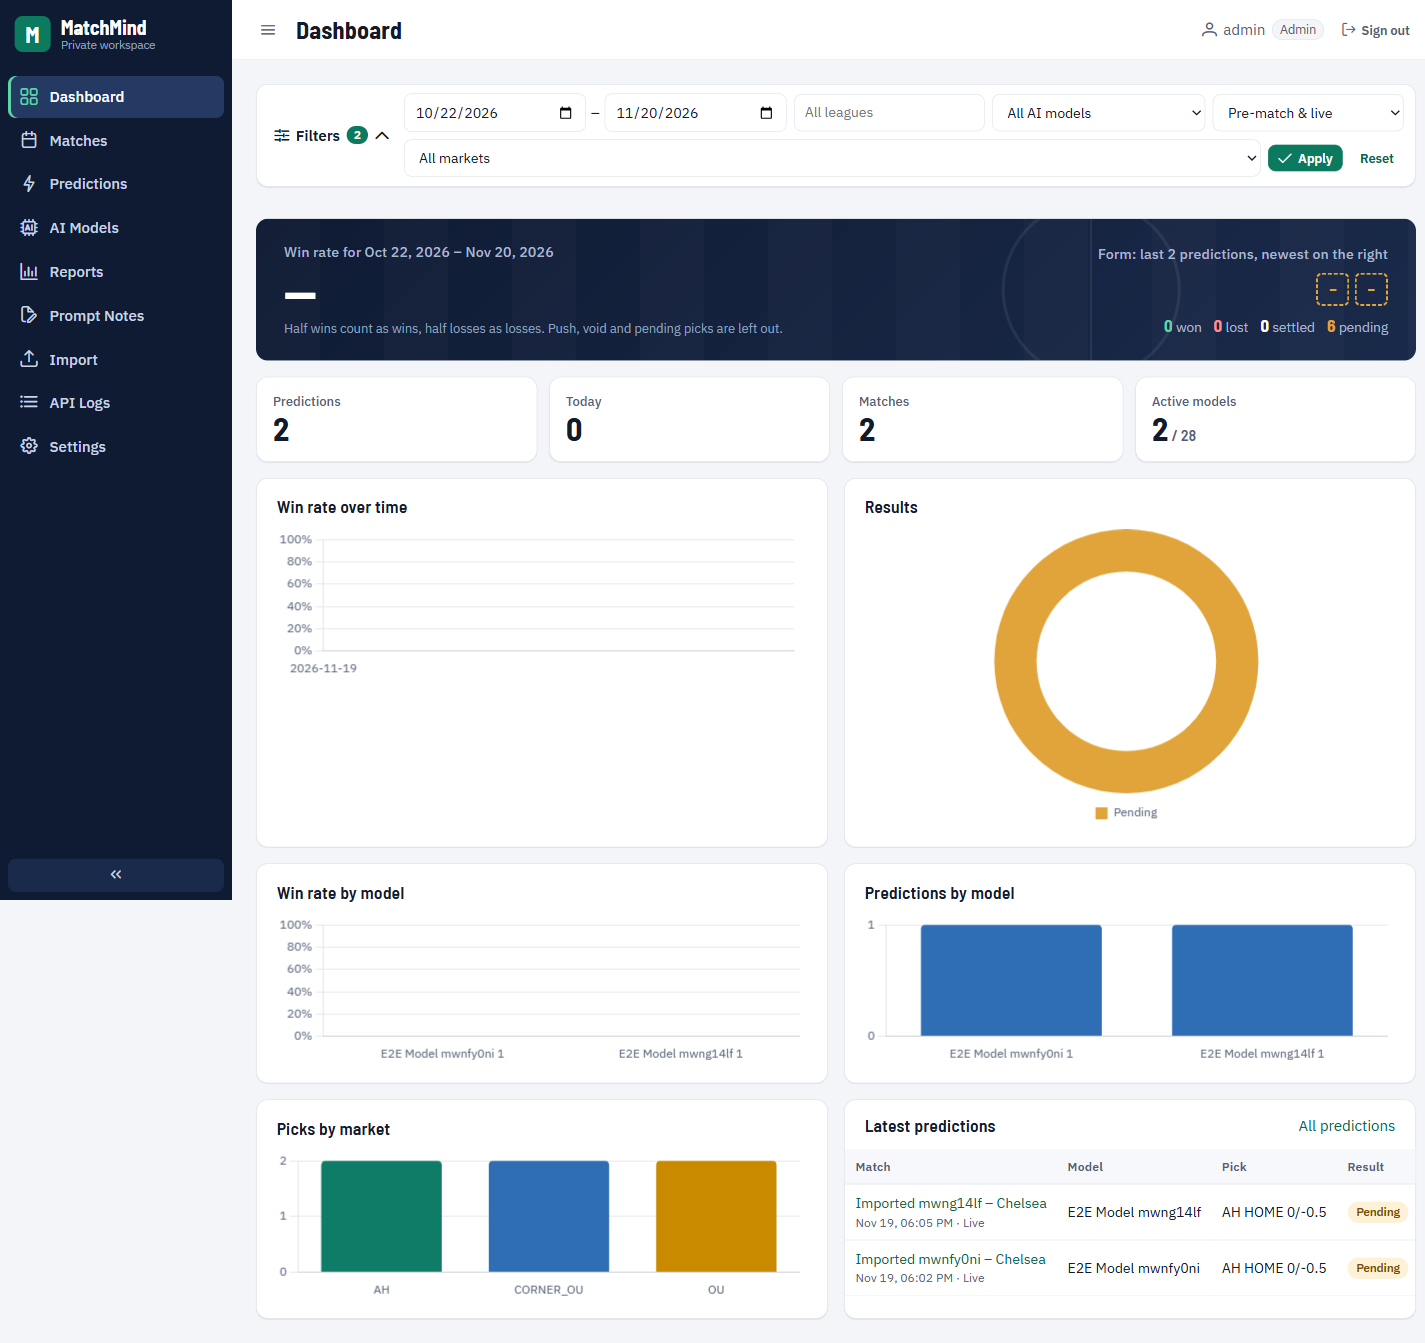 M
MatchMind
Private workspace
Dashboard
Matches
Predictions
AI Models
Reports
Prompt Notes
Import
API Logs
Settings
Dashboard
admin Admin Sign out
Filters 2
10/22/2026 – 11/20/2026 All leagues All AI models Pre-match & live
All markets Apply Reset
Win rate for Oct 22, 2026 – Nov 20, 2026
—
Half wins count as wins, half losses as losses. Push, void and pending picks are left out.
Form: last 2 predictions, newest on the right
– –
0 won 0 lost 0 settled 6 pending
Predictions
2
Today
0
Matches
2
Active models
2 / 28
Win rate over time
100%
80%
60%
40%
20%
0%
2026-11-19
Results
Pending
Win rate by model
100%
80%
60%
40%
20%
0%
E2E Model mwnfy0ni 1 E2E Model mwng14lf 1
Predictions by model
1
0
E2E Model mwnfy0ni 1 E2E Model mwng14lf 1
Picks by market
2
1
0
AH CORNER_OU OU
Latest predictions All predictions
Match Model Pick Result
Imported mwng14lf – Chelsea E2E Model mwng14lf AH HOME 0/-0.5 Pending
Nov 19, 06:05 PM · Live
Imported mwnfy0ni – Chelsea E2E Model mwnfy0ni AH HOME 0/-0.5 Pending
Nov 19, 06:02 PM · Live